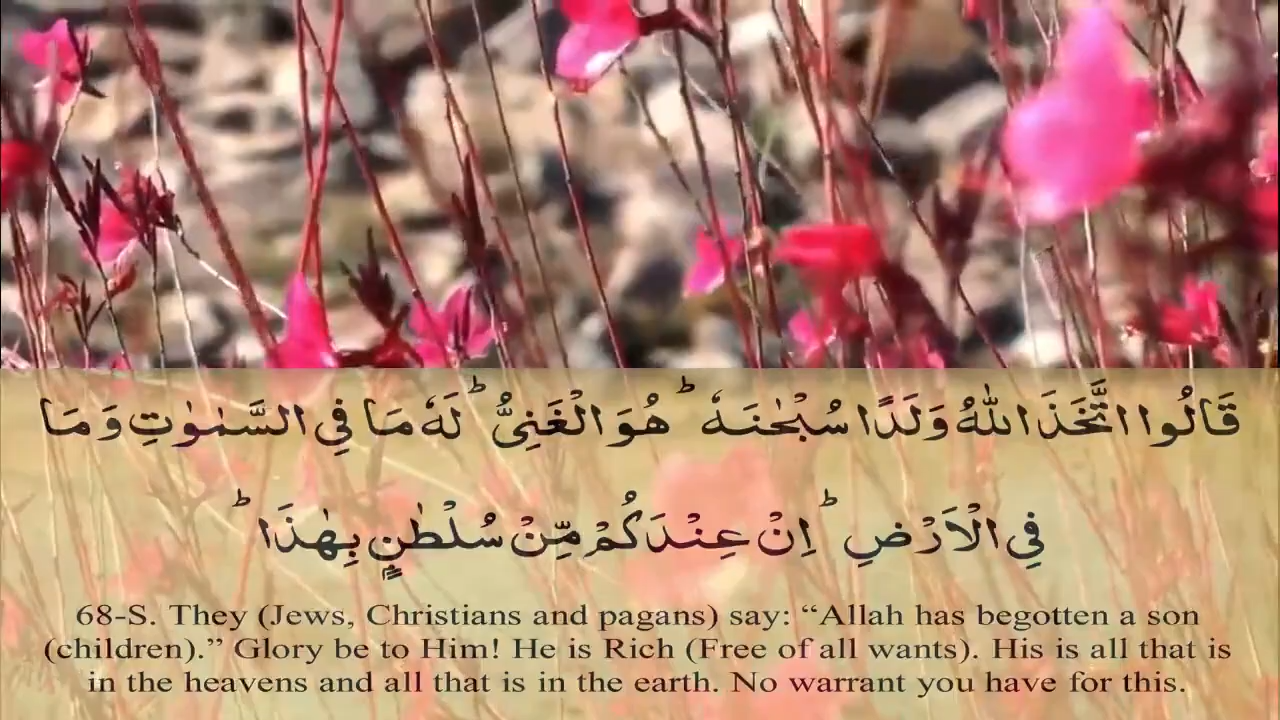 قَالُوا اتَّخَذَ اللّٰهُ وَلَدًا سُبْحٰنَهٗ ؕ هُوَ الْغَنِیُّ ؕ لَهٗ مَا فِی السَّمٰوٰتِ وَ مَا
فِی الْاَرْضِ ؕ اِنْ عِنْدَكُمْ مِّنْ سُلْطٰنٍۭ بِهٰذَا ؕ
68-S. They (Jews, Christians and pagans) say: “Allah has begotten a son
(children).” Glory be to Him! He is Rich (Free of all wants). His is all that is
in the heavens and all that is in the earth. No warrant you have for this.